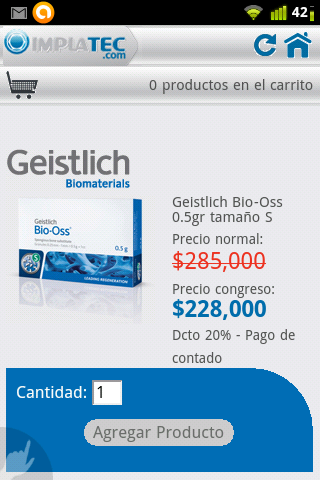 42
IMPLATEC
.com
0 productos en el carrito
Geistlich
Biomaterials
Geistlich
Bio-Oss®
0.5 g
S
LEADING REGENERATION
Geistlich Bio-Oss
0.5gr tamaño S
Precio normal:
$285,000
Precio congreso:
$228,000
Dcto 20% - Pago de
contado
Cantidad: 1
Agregar Producto